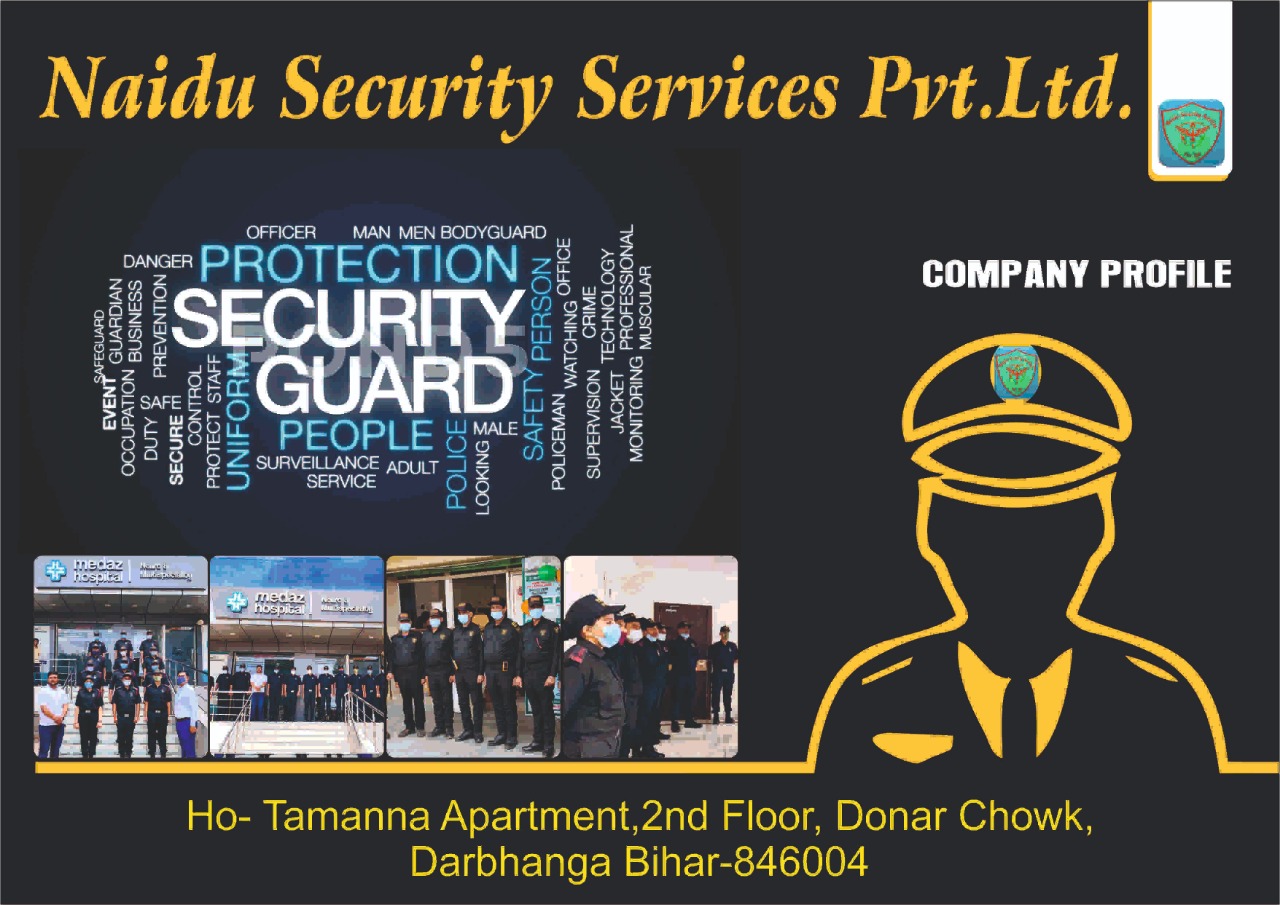 Naidu Security Services Pvt.Ltd.
COMPANY PROFILE
OFFICER
MAN
MEN
BODYGUARD
DANGER
PROTECTION
SECURITY
GUARD
PEOPLE
SAFEGUARD
GUARDIAN
BUSINESS
PREVENTION
EVENT
OCCUPATION
SAFE
DUTY
SECURE
CONTROL
PROTECT
STAFF
UNIFORM
SURVEILLANCE
ADULT
SERVICE
POLICE
MALE
LOOKING
SAFETY
PERSON
OFFICE
WATCHING
POLICEMAN
CRIME
SUPERVISION
TECHNOLOGY
JACKET
PROFESSIONAL
MONITORING
MUSCULAR
POND5
medaz
hospital
medaz
hospital
Ho- Tamanna Apartment,2nd Floor, Donar Chowk,
Darbhanga Bihar-846004